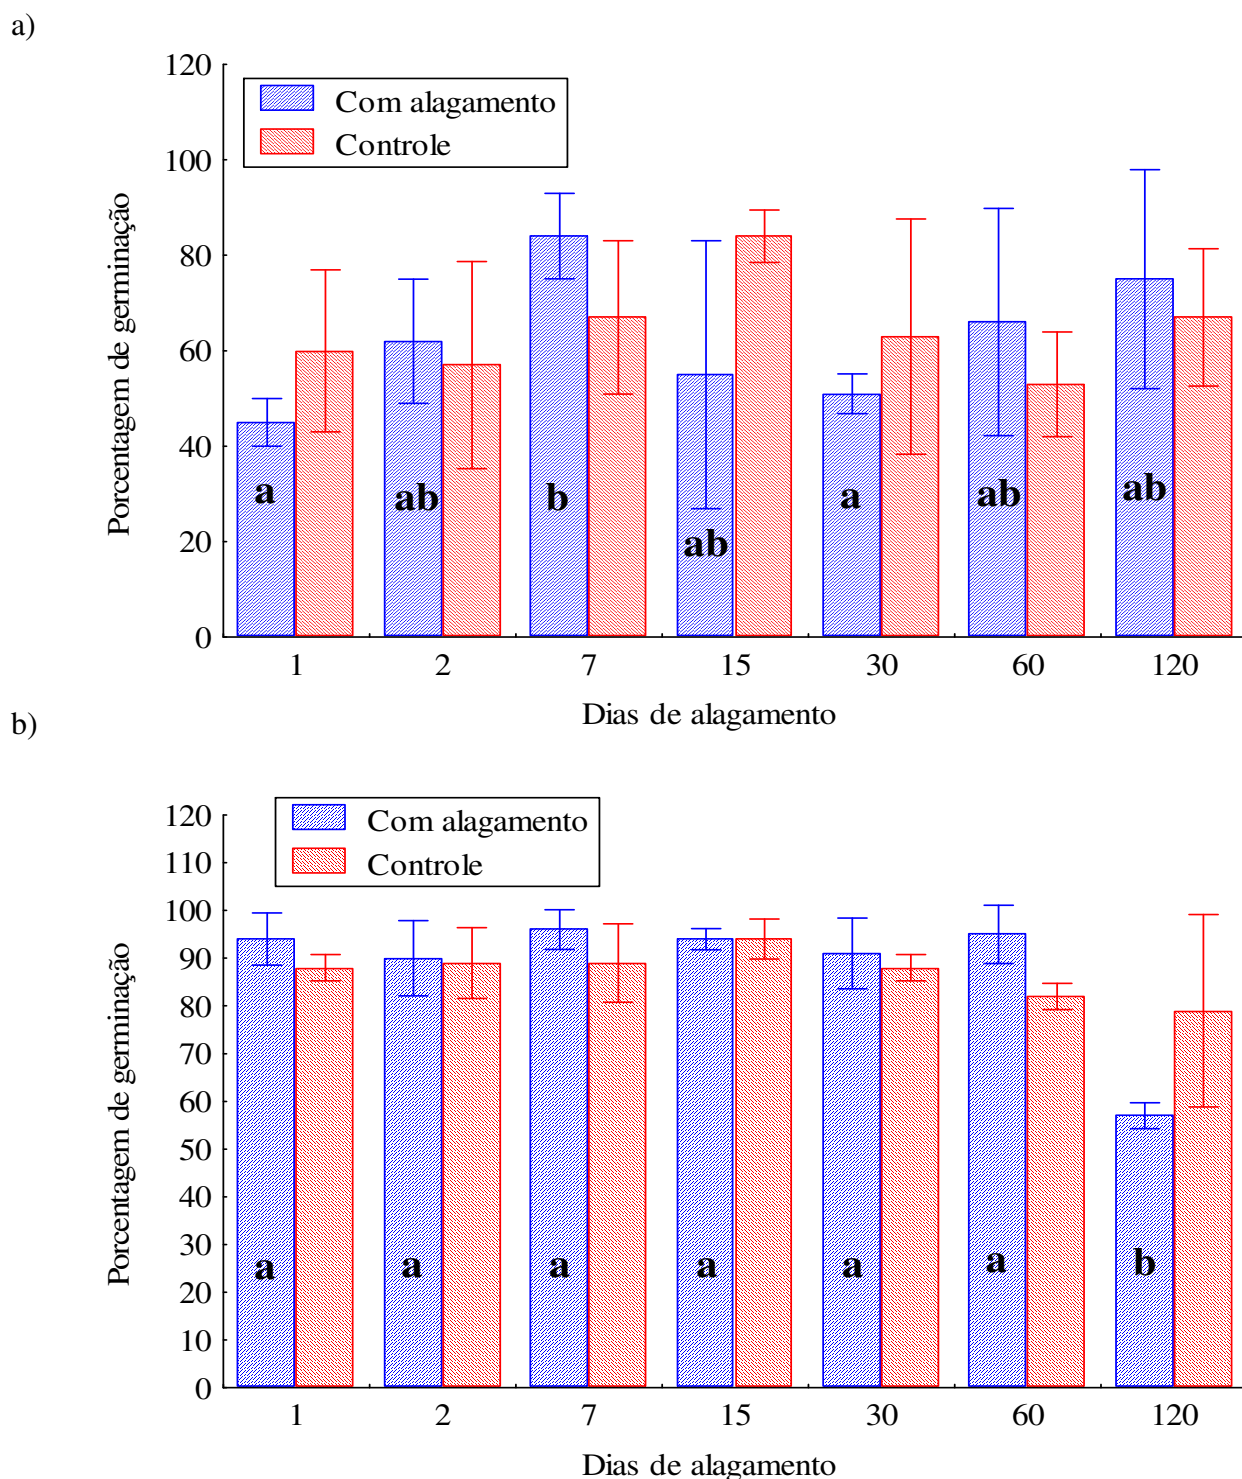 a)
120
100
80
60
40
20
0
Porcentagem de germinação
Com alagamento
Controle
a ab b ab a ab ab
1 2 7 15 30 60 120
Dias de alagamento
b)
120
110
100
90
80
70
60
50
40
30
20
10
0
Porcentagem de germinação
Com alagamento
Controle
a a a a a a b
1 2 7 15 30 60 120
Dias de alagamento